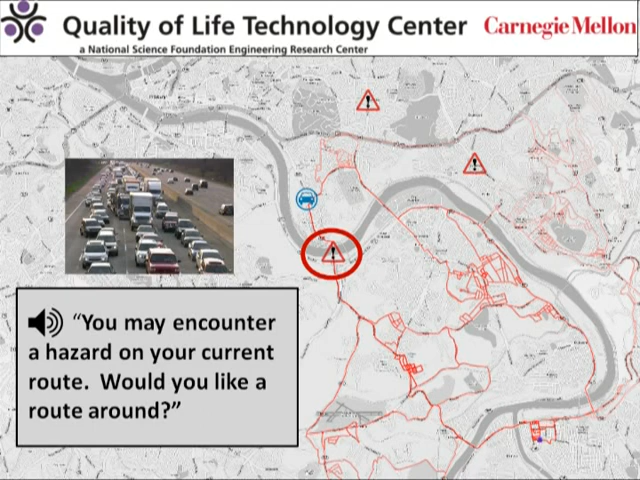 Quality of Life Technology Center
Carnegie Mellon
a National Science Foundation Engineering Research Center
“You may encounter
a hazard on your current
route. Would you like a
route around?”